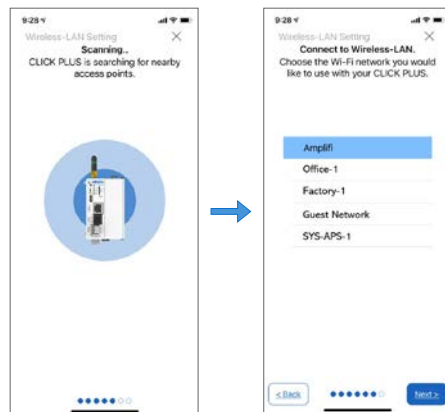 9:28
Wireless-LAN Setting
Scanning..
CLICK PLUS is searching for nearby
access points.
9:28
Wireless-LAN Setting
Connect to Wireless-LAN.
Choose the Wi-Fi network you would
like to use with your CLICK PLUS.
Amplifi
Office-1
Factory-1
Guest Network
SYS-APS-1
< Back
Next >